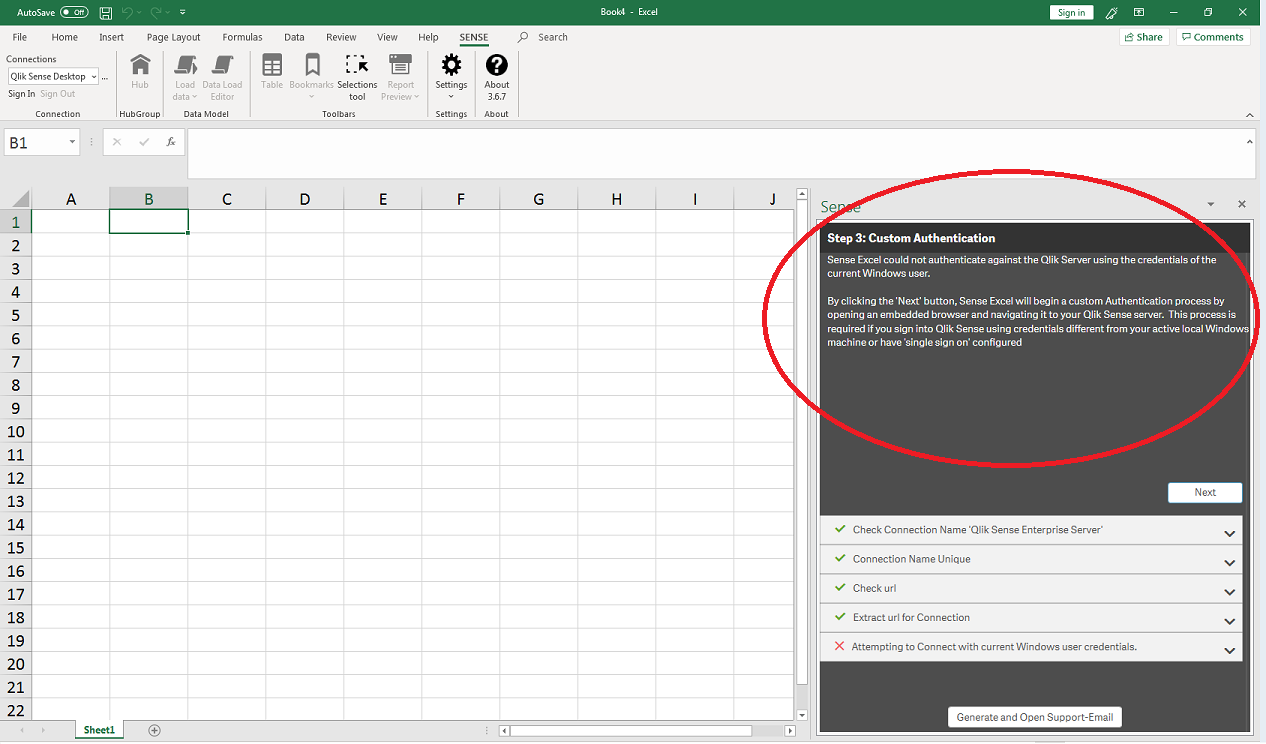 AutoSave Off
Book4 - Excel
Sign in
File Home Insert Page Layout Formulas Data Review View Help SENSE Search
Share Comments
Connections
Qlik Sense Desktop ...
Sign In Sign Out
Connection
Hub
HubGroup
Load data
Data Load Editor
Data Model
Table
Bookmarks
Selections tool
Report Preview
Toolbars
Settings
Settings
About 3.6.7
About
B1
fx
A B C D E F G H I J
1
2
3
4
5
6
7
8
9
10
11
12
13
14
15
16
17
18
19
20
21
22
Sheet1
Sense
Step 3: Custom Authentication
Sense Excel could not authenticate against the Qlik Server using the credentials of the
current Windows user.
By clicking the 'Next' button, Sense Excel will begin a custom Authentication process by
opening an embedded browser and navigating it to your Qlik Sense server. This process is
required if you sign into Qlik Sense using credentials different from your active local Windows
machine or have 'single sign on' configured
Next
Check Connection Name 'Qlik Sense Enterprise Server'
Connection Name Unique
Check url
Extract url for Connection
Attempting to Connect with current Windows user credentials.
Generate and Open Support-Email